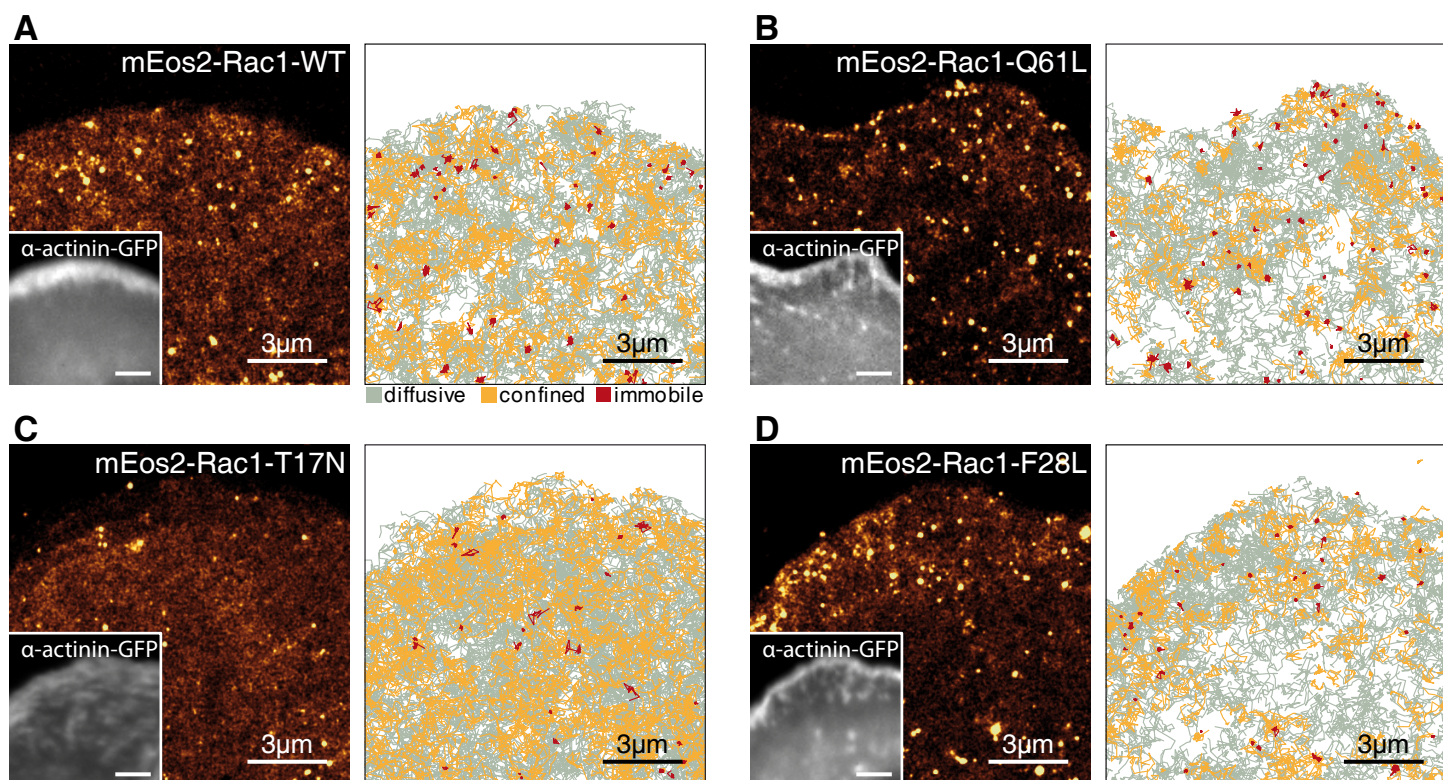 A
mEos2-Rac1-WT
α-actinin-GFP
3μm
3μm
diffusive confined immobile
B
mEos2-Rac1-Q61L
α-actinin-GFP
3μm
3μm
C
mEos2-Rac1-T17N
α-actinin-GFP
3μm
3μm
D
mEos2-Rac1-F28L
α-actinin-GFP
3μm
3μm